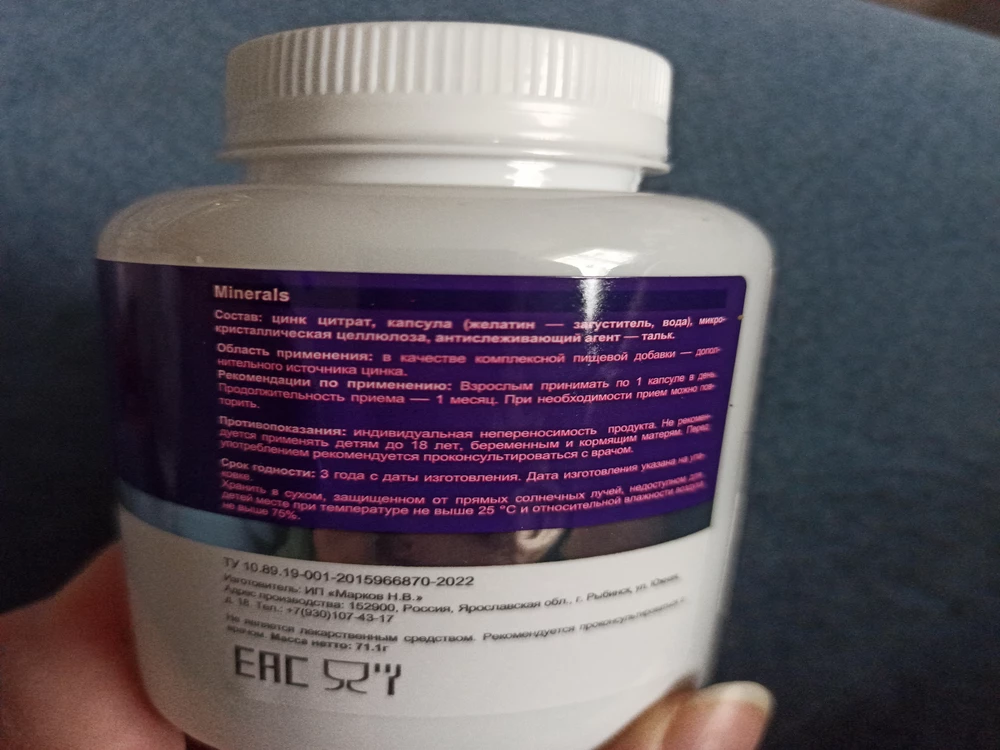 Minerals
Состав: цинк цитрат, капсула (желатин — загуститель, вода), микро-
кристаллическая целлюлоза, антислеживающий агент — тальк.
Область применения: в качестве комплексной пищевой добавки — допол-
нительного источника цинка.
Рекомендации по применению: Взрослым принимать по 1 капсуле в день.
Продолжительность приема — 1 месяц. При необходимости прием можно пов-
торить.
Противопоказания: индивидуальная непереносимость продукта. Не рекомен-
дуется применять детям до 18 лет, беременным и кормящим матерям. Перед
употреблением рекомендуется проконсультироваться с врачом.
Срок годности: 3 года с даты изготовления. Дата изготовления указана на упа-
ковке.
Хранить в сухом, защищенном от прямых солнечных лучей, недоступном для
детей месте при температуре не выше 25 °С и относительной влажности воздуха
не выше 75%.
ТУ 10.89.19-001-2015966870-2022
Изготовитель: ИП «Марков Н.В.»
Адрес производства: 152900, Россия, Ярославская обл., г. Рыбинск, ул.
Тел.: +7(930)107-43-17
Не является лекарственным средством. Рекомендуется проконсультироваться с
врачом. Масса нетто: 71.1г
EAC